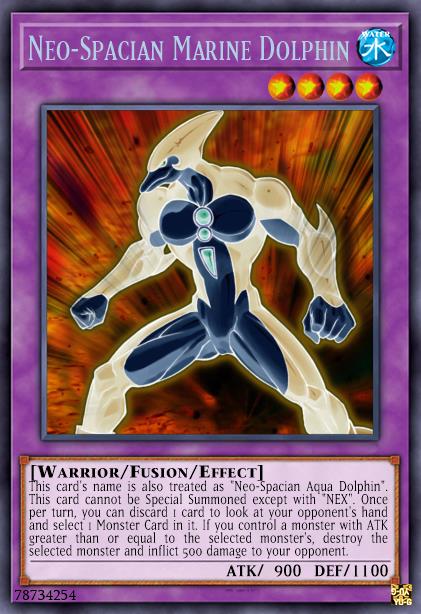 NEO-SPACIAN MARINE DOLPHIN
WATER
水
[WARRIOR/FUSION/EFFECT]
This card's name is also treated as "Neo-Spacian Aqua Dolphin".
This card cannot be Special Summoned except with "NEX". Once
per turn, you can discard 1 card to look at your opponent's hand
and select 1 Monster Card in it. If you control a monster with ATK
greater than or equal to the selected monster's, destroy the
selected monster and inflict 500 damage to your opponent.
ATK/ 900 DEF/1100
78734254